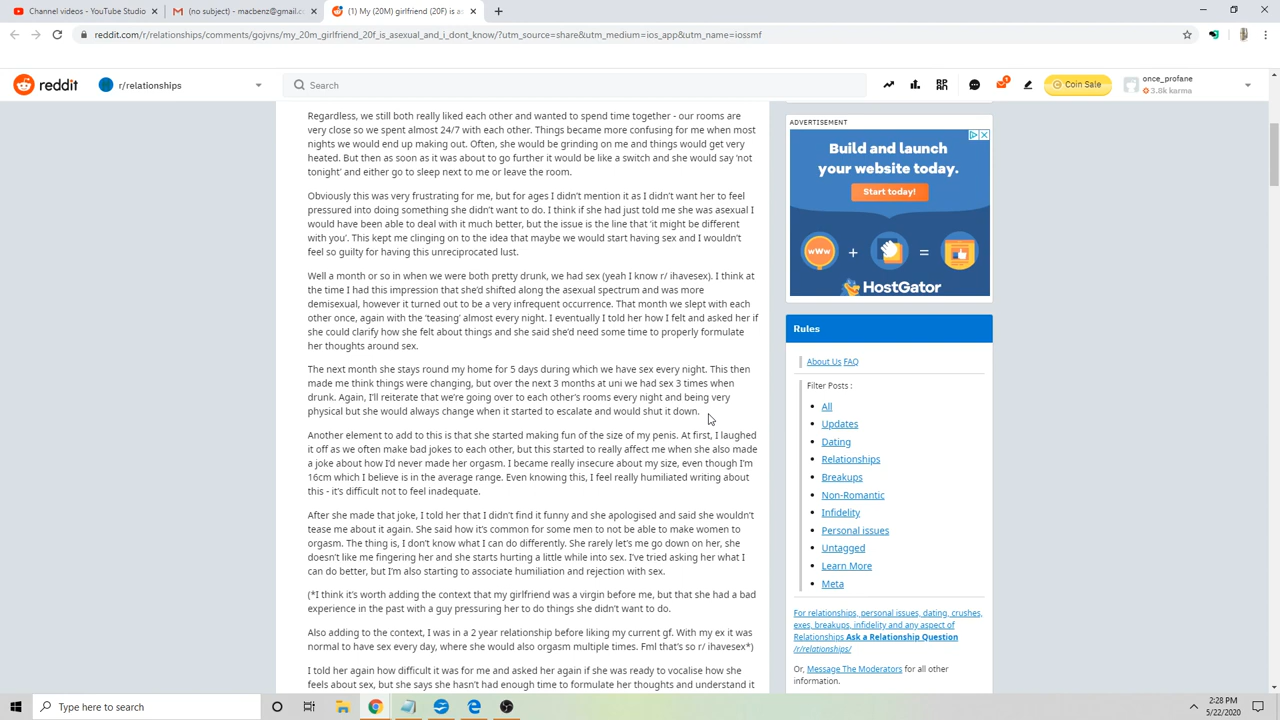 Channel videos - YouTube Studio
(no subject) - macbenz@gmail.co
(1) My (20M) girlfriend (20F) is as
reddit.com/r/relationships/comments/gojvns/my_20m_girlfriend_20f_is_asexual_and_i_dont_know/?utm_source=share&utm_medium=ios_app&utm_name=iossmf
reddit
r/relationships
Search
1
Coin Sale
once_profane
3.8k karma
Regardless, we still both really liked each other and wanted to spend time together - our rooms are
very close so we spent almost 24/7 with each other. Things became more confusing for me when most
nights we would end up making out. Often, she would be grinding on me and things would get very
heated. But then as soon as it was about to go further it would be like a switch and she would say 'not
tonight' and either go to sleep next to me or leave the room.
Obviously this was very frustrating for me, but for ages I didn't mention it as I didn't want her to feel
pressured into doing something she didn't want to do. I think if she had just told me she was asexual I
would have been able to deal with it much better, but the issue is the line that 'it might be different
with you'. This kept me clinging on to the idea that maybe we would start having sex and I wouldn't
feel so guilty for having this unreciprocated lust.
Well a month or so in when we were both pretty drunk, we had sex (yeah I know r/ ihavesex). I think at
the time I had this impression that she'd shifted along the asexual spectrum and was more
demisexual, however it turned out to be a very infrequent occurrence. That month we slept with each
other once, again with the 'teasing' almost every night. I eventually I told her how I felt and asked her if
she could clarify how she felt about things and she said she'd need some time to properly formulate
her thoughts around sex.
The next month she stays round my home for 5 days during which we have sex every night. This then
made me think things were changing, but over the next 3 months at uni we had sex 3 times when
drunk. Again, I'll reiterate that we're going over to each other's rooms every night and being very
physical but she would always change when it started to escalate and would shut it down.
Another element to add to this is that she started making fun of the size of my penis. At first, I laughed
it off as we often make bad jokes to each other, but this started to really affect me when she also made
a joke about how I'd never made her orgasm. I became really insecure about my size, even though I'm
16cm which I believe is in the average range. Even knowing this, I feel really humiliated writing about
this - it's difficult not to feel inadequate.
After she made that joke, I told her that I didn't find it funny and she apologised and said she wouldn't
tease me about it again. She said how it's common for some men to not be able to make women to
orgasm. The thing is, I don't know what I can do differently. She rarely let's me go down on her, she
doesn't like me fingering her and she starts hurting a little while into sex. I've tried asking her what I
can do better, but I'm also starting to associate humiliation and rejection with sex.
(*I think it's worth adding the context that my girlfriend was a virgin before me, but that she had a bad
experience in the past with a guy pressuring her to do things she didn't want to do.
Also adding to the context, I was in a 2 year relationship before liking my current gf. With my ex it was
normal to have sex every day, where she would also orgasm multiple times. Fml that's so r/ ihavesex*)
I told her again how difficult it was for me and asked her again if she was ready to vocalise how she
feels about sex, but she says she hasn't had enough time to formulate her thoughts and understand it
ADVERTISEMENT
Build and launch
your website today.
Start today!
www + =
HostGator
Rules
About Us FAQ
Filter Posts :
All
Updates
Dating
Relationships
Breakups
Non-Romantic
Infidelity
Personal issues
Untagged
Learn More
Meta
For relationships, personal issues, dating, crushes,
exes, breakups, infidelity and any aspect of
Relationships Ask a Relationship Question
/r/relationships/
Or, Message The Moderators for all other
information.
Type here to search
2:28 PM
5/22/2020